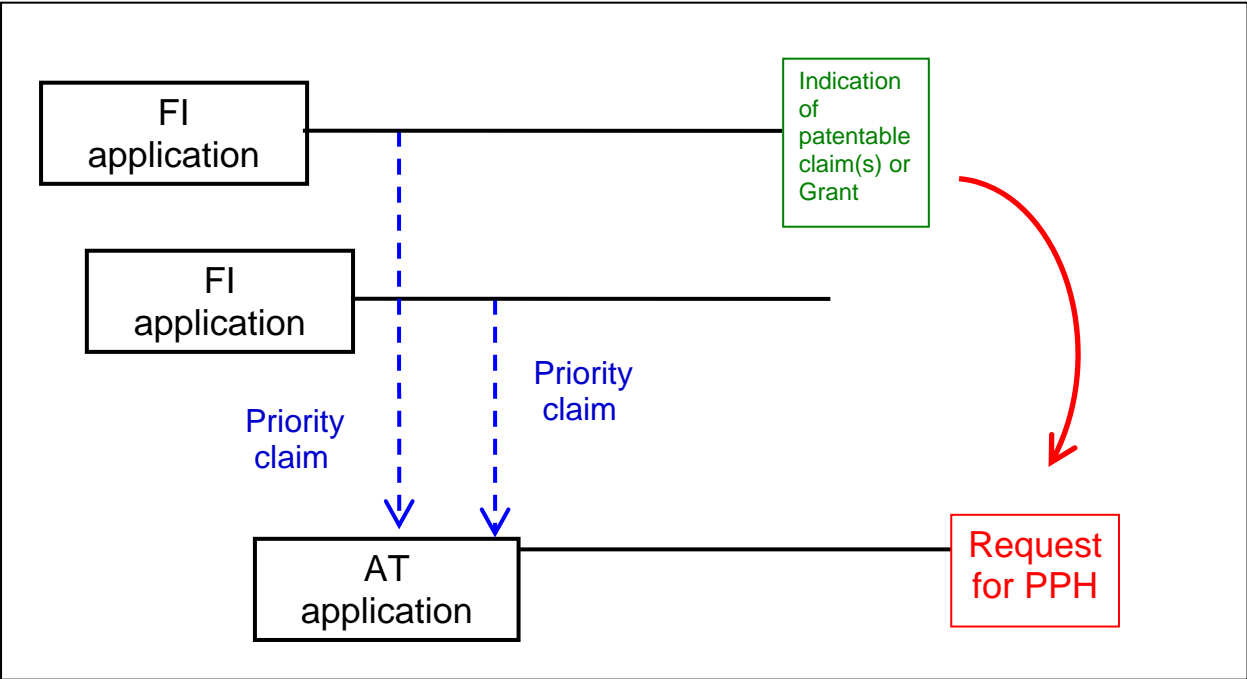 FI
application
Indication
of
patentable
claim(s) or
Grant
FI
application
Priority
claim
Priority
claim
AT
application
Request
for PPH